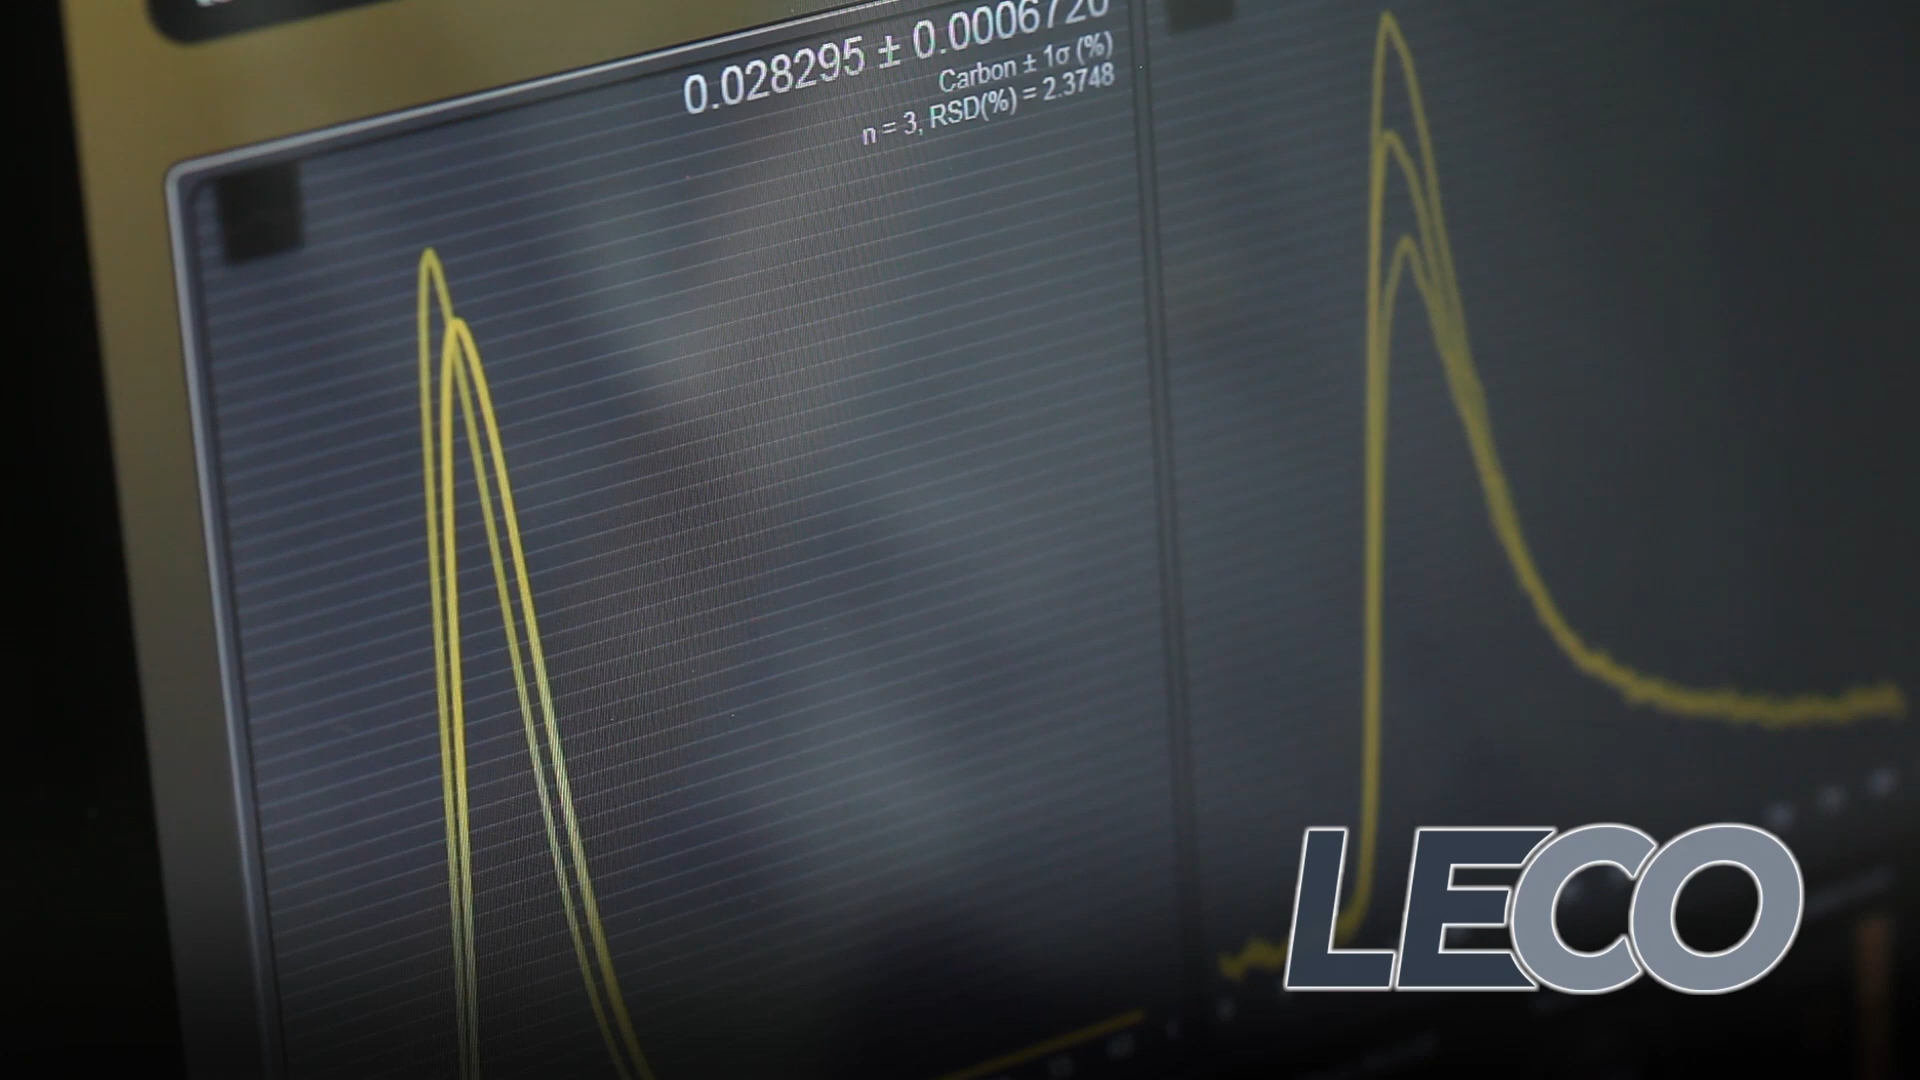 0.028295 ± 0.0006720
Carbon ± 1σ (%)
n = 3, RSD(%) = 2.3748
LECO